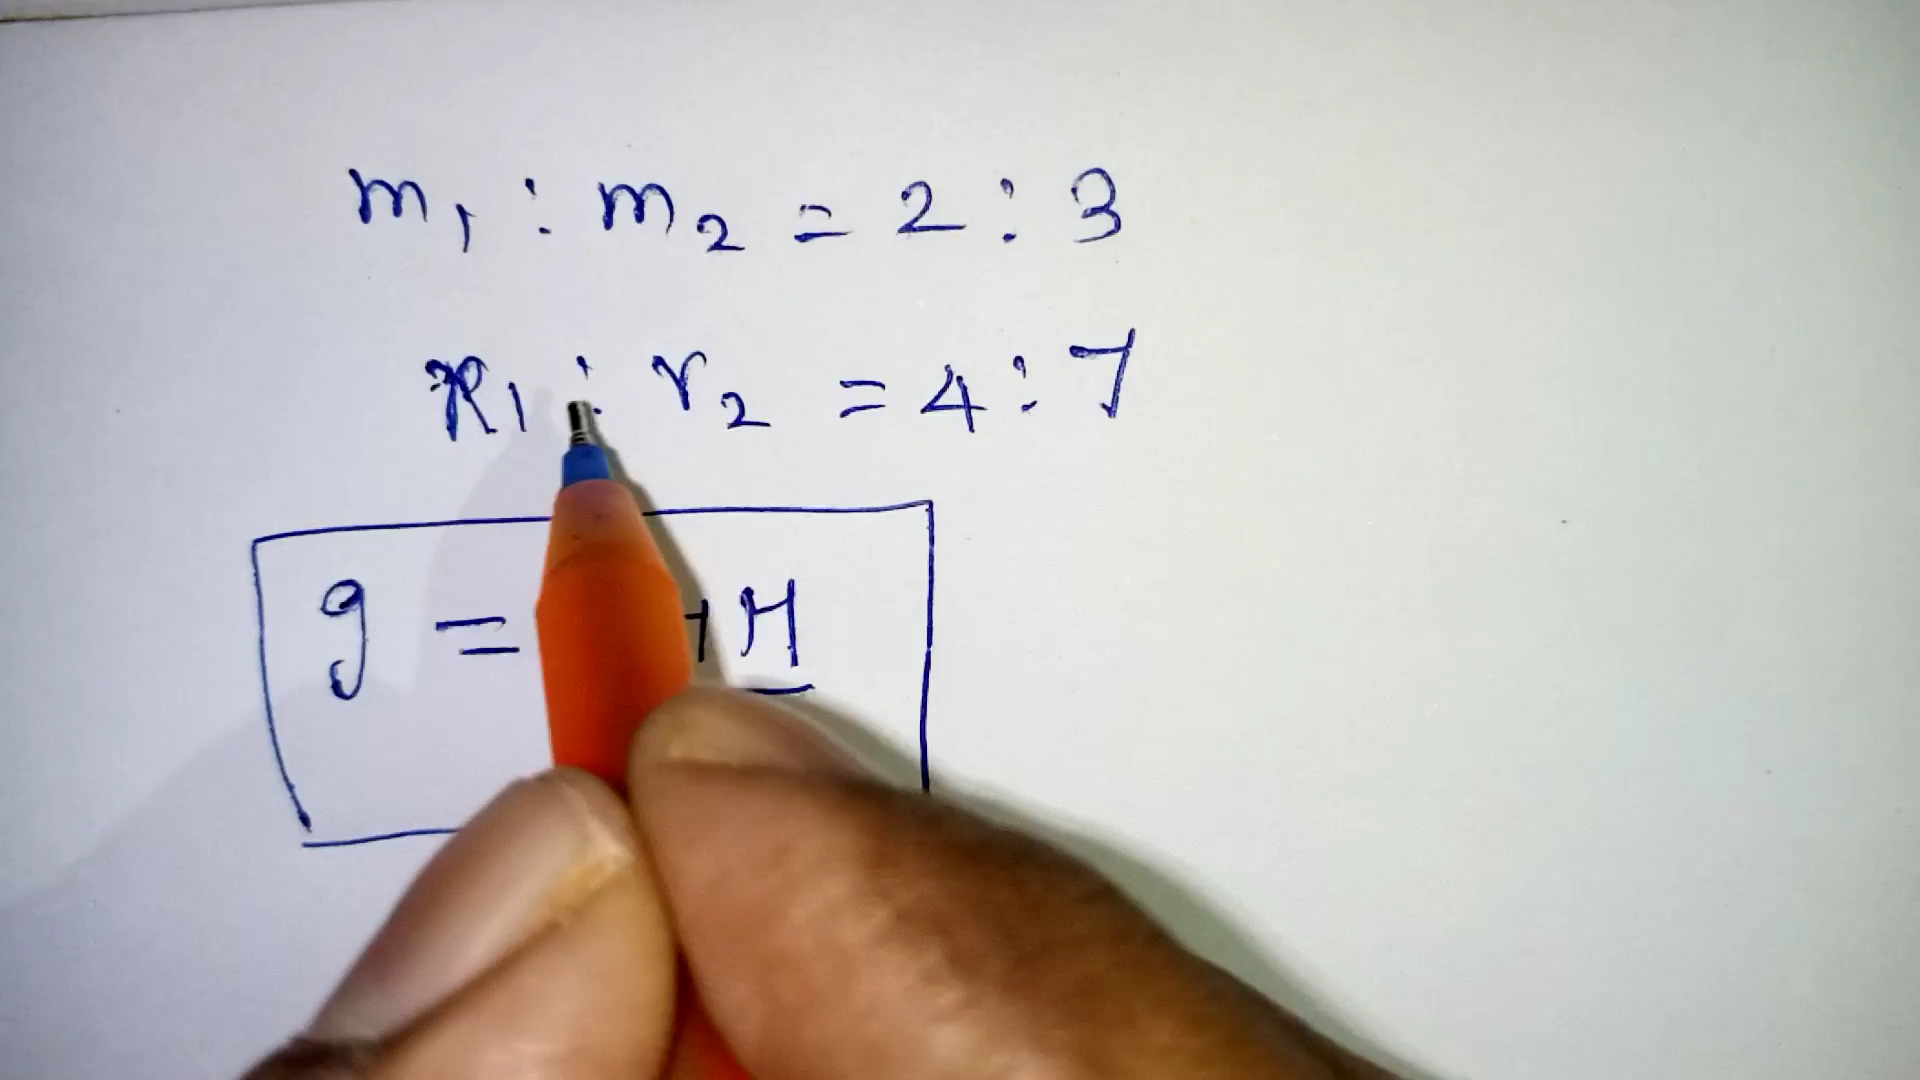 m₁ : m₂ = 2 : 3
r₁ : r₂ = 4 : 7
g = M